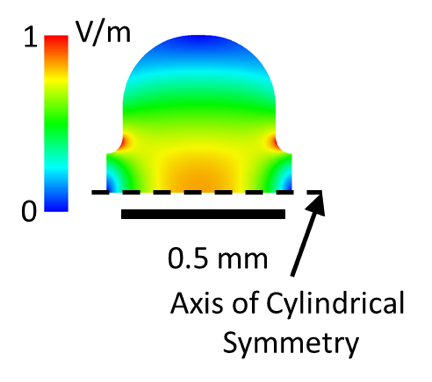 1 V/m
0
0.5 mm
Axis of Cylindrical
Symmetry